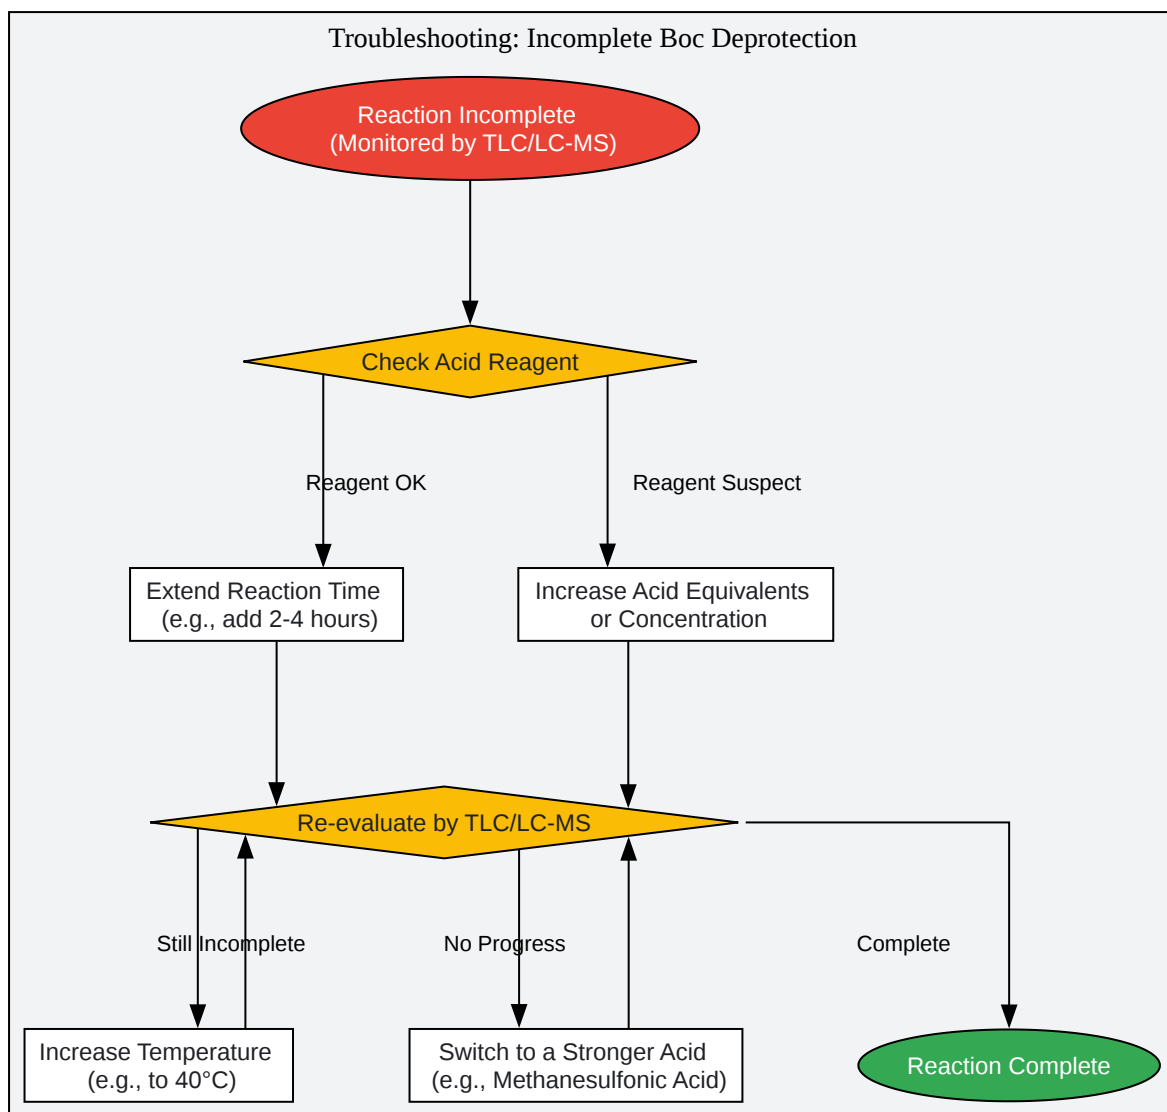 Troubleshooting: Incomplete Boc Deprotection
Reaction Incomplete
(Monitored by TLC/LC-MS)
Check Acid Reagent
Reagent OK
Reagent Suspect
Extend Reaction Time
(e.g., add 2-4 hours)
Increase Acid Equivalents
or Concentration
Re-evaluate by TLC/LC-MS
Still Incomplete
No Progress
Complete
Increase Temperature
(e.g., to 40°C)
Switch to a Stronger Acid
(e.g., Methanesulfonic Acid)
Reaction Complete